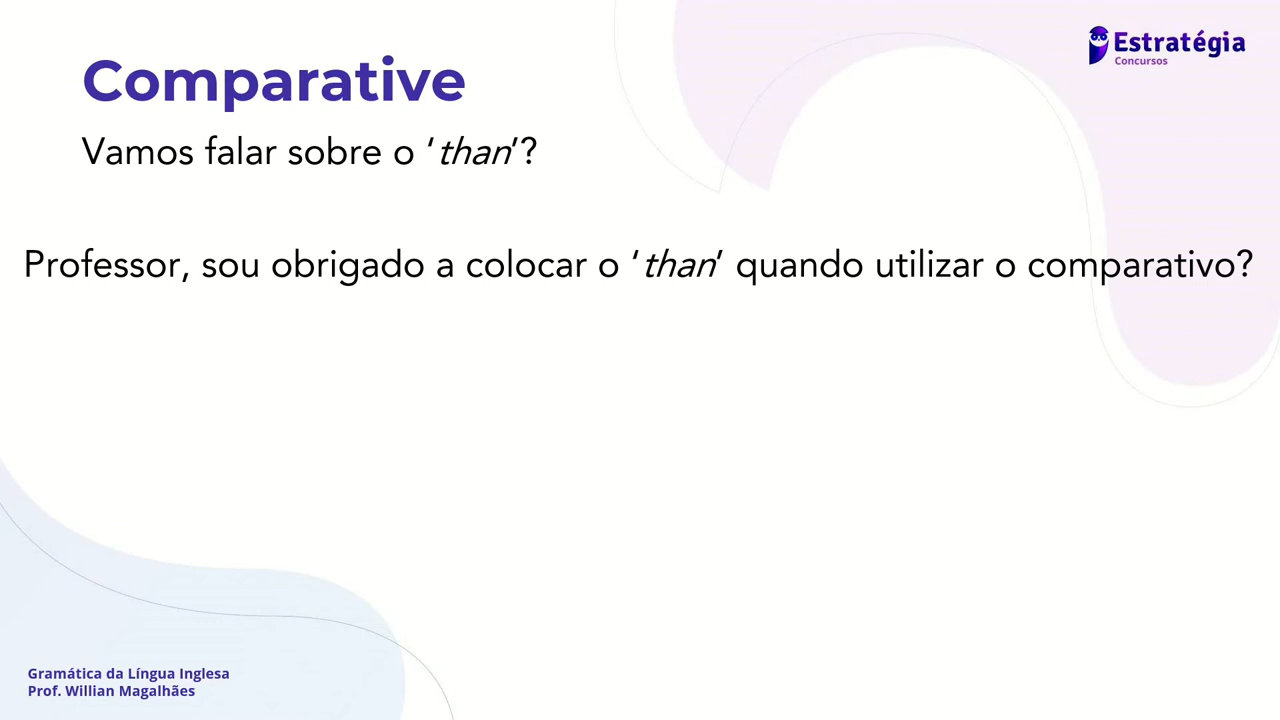 Estratégia
Concursos
Comparative
Vamos falar sobre o ‘than’?
Professor, sou obrigado a colocar o ‘than’ quando utilizar o comparativo?
Gramática da Língua Inglesa
Prof. Willian Magalhães